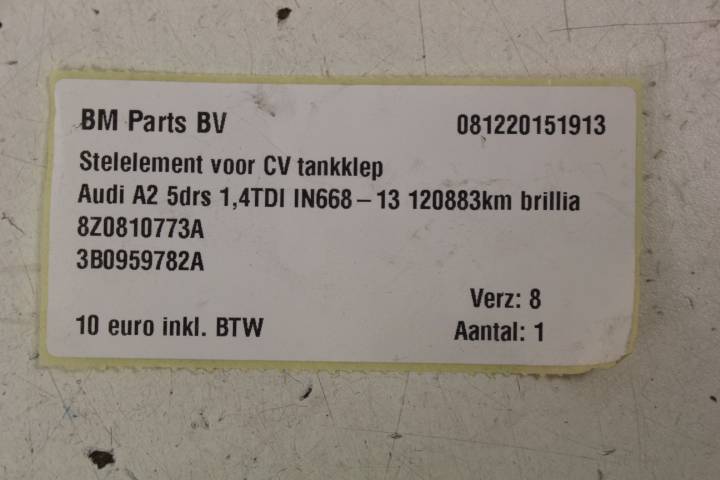 BM Parts BV 081220151913
Stelelement voor CV tankklep
Audi A2 5drs 1,4TDI IN668 – 13 120883km brillia
8Z0810773A
3B0959782A
Verz: 8
10 euro inkl. BTW Aantal: 1